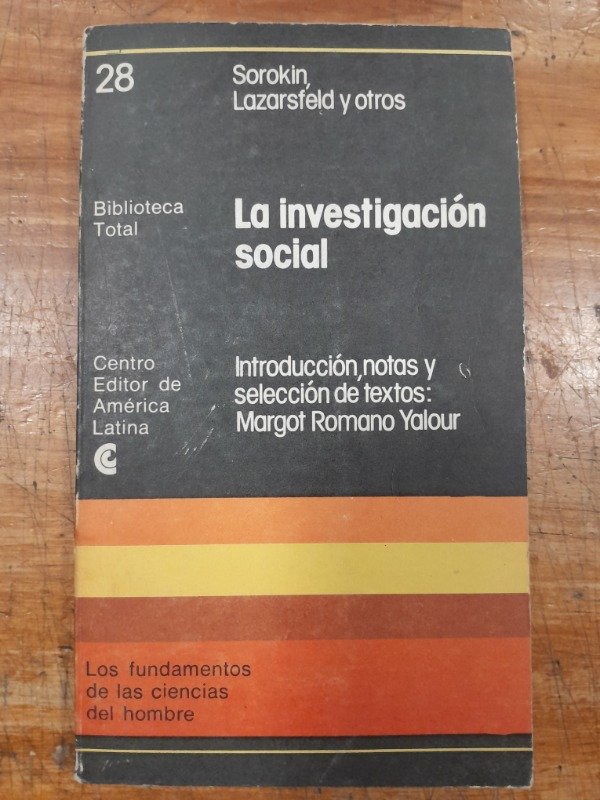 28
Sorokin,
Lazarsfeld y otros
Biblioteca
Total
La investigación
social
Centro
Editor de
América
Latina
Introducción, notas y
selección de textos:
Margot Romano Yalour
Los fundamentos
de las ciencias
del hombre